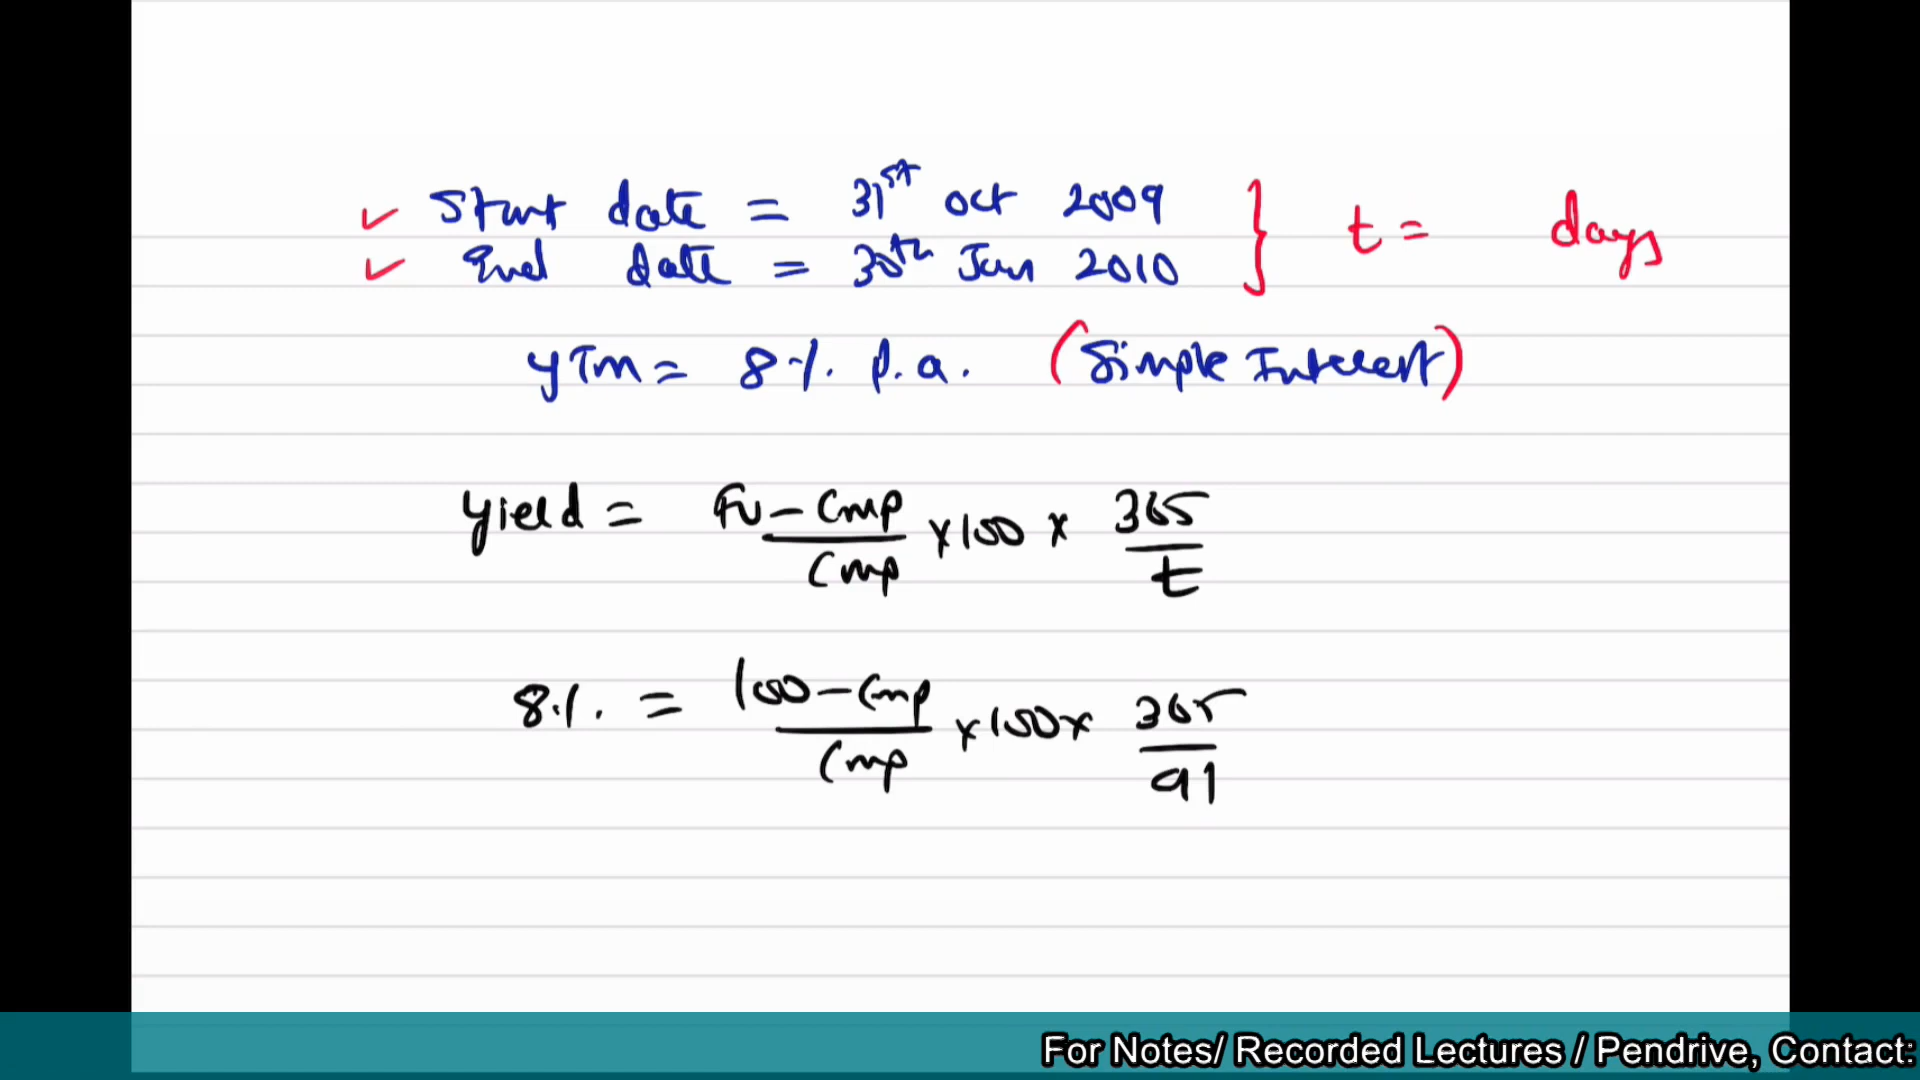 ✓ Start date = 31st oct 2009 } t = days
✓ End date = 30th Jan 2010
YTM = 8% p.a. (Simple Interest)
yield = FV - CMP / CMP × 100 × 365 / t
8% = 100 - CMP / CMP × 100 × 365 / 91
For Notes/ Recorded Lectures / Pendrive, Contact: